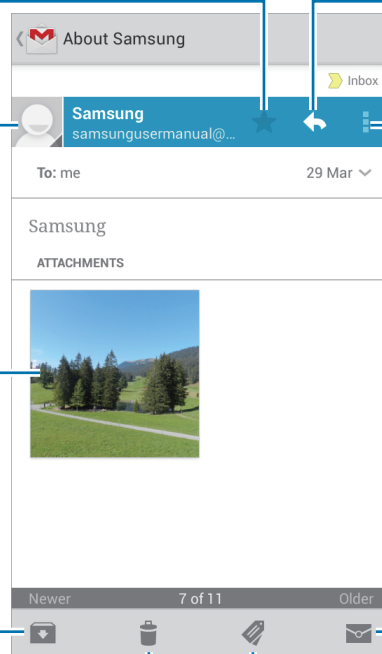 About Samsung
Inbox
Samsung
samsungusermanual@...
To: me 29 Mar
Samsung
ATTACHMENTS
Newer 7 of 11 Older